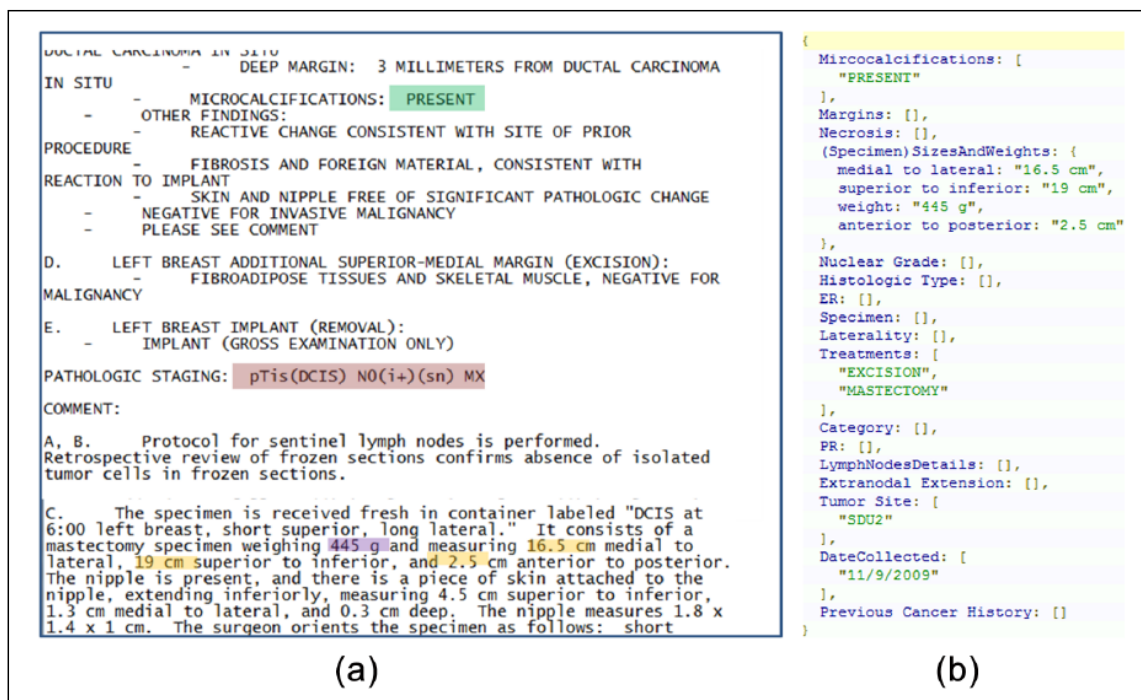 DUCTAL CARCINOMA IN SITU
- DEEP MARGIN: 3 MILLIMETERS FROM DUCTAL CARCINOMA
IN SITU
- MICROCALCIFICATIONS: PRESENT
- OTHER FINDINGS:
- REACTIVE CHANGE CONSISTENT WITH SITE OF PRIOR
PROCEDURE
- FIBROSIS AND FOREIGN MATERIAL, CONSISTENT WITH
REACTION TO IMPLANT
- SKIN AND NIPPLE FREE OF SIGNIFICANT PATHOLOGIC CHANGE
- NEGATIVE FOR INVASIVE MALIGNANCY
- PLEASE SEE COMMENT
D. LEFT BREAST ADDITIONAL SUPERIOR-MEDIAL MARGIN (EXCISION):
- FIBROADIPOSE TISSUES AND SKELETAL MUSCLE, NEGATIVE FOR
MALIGNANCY
E. LEFT BREAST IMPLANT (REMOVAL):
- IMPLANT (GROSS EXAMINATION ONLY)
PATHOLOGIC STAGING: pTis(DCIS) N0(i+)(sn) MX
COMMENT:
A, B. Protocol for sentinel lymph nodes is performed.
Retrospective review of frozen sections confirms absence of isolated
tumor cells in frozen sections.
C. The specimen is received fresh in container labeled "DCIS at
6:00 left breast, short superior, long lateral." It consists of a
mastectomy specimen weighing 445 g and measuring 16.5 cm medial to
lateral, 19 cm superior to inferior, and 2.5 cm anterior to posterior.
The nipple is present, and there is a piece of skin attached to the
nipple, extending inferiorly, measuring 4.5 cm superior to inferior,
1.3 cm medial to lateral, and 0.3 cm deep. The nipple measures 1.8 x
1.4 x 1 cm. The surgeon orients the specimen as follows: short
(a)
{
Mircocalcifications: [
"PRESENT"
],
Margins: [],
Necrosis: [],
(Specimen)SizesAndWeights: {
medial to lateral: "16.5 cm",
superior to inferior: "19 cm",
weight: "445 g",
anterior to posterior: "2.5 cm"
},
Nuclear Grade: [],
Histologic Type: [],
ER: [],
Specimen: [],
Laterality: [],
Treatments: [
"EXCISION",
"MASTECTOMY"
],
Category: [],
PR: [],
LymphNodesDetails: [],
Extranodal Extension: [],
Tumor Site: [
"SDU2"
],
DateCollected: [
"11/9/2009"
],
Previous Cancer History: []
}
(b)